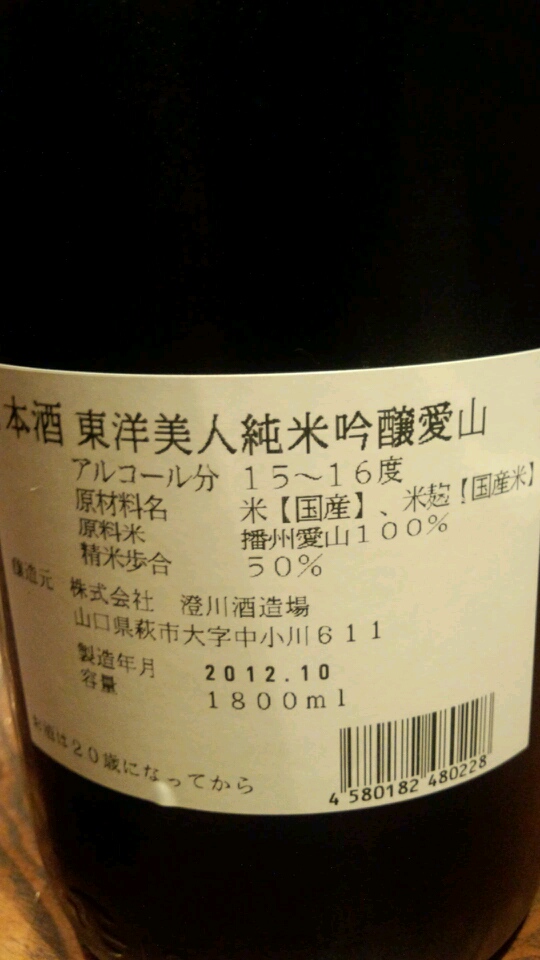 本酒 東洋美人純米吟醸愛山
アルコール分 15～16度
原材料名 米【国産】、米麹【国産米】
原料米 播州愛山100%
精米歩合 50%
醸造元 株式会社 澄川酒造場
山口県萩市大字中小川611
製造年月 2012.10
容量 1800ml
お酒は20歳になってから
4 580182 480228